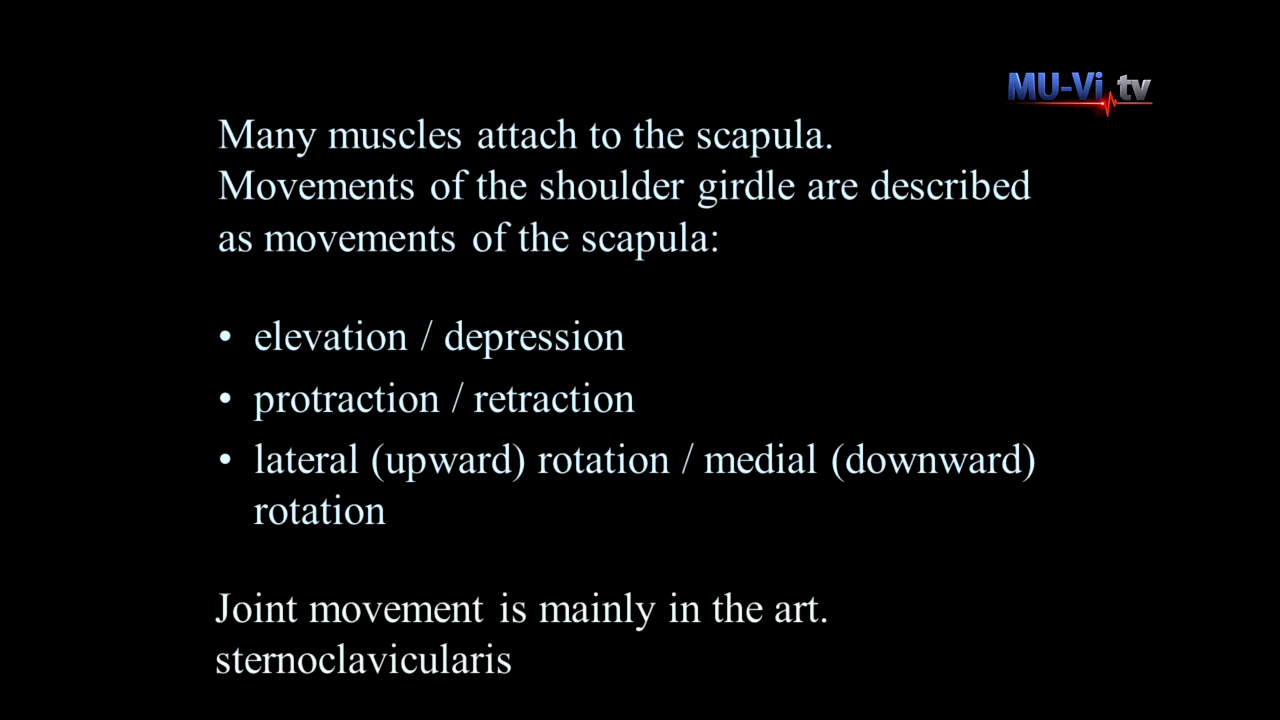 MU-Vi tv
Many muscles attach to the scapula.
Movements of the shoulder girdle are described
as movements of the scapula:
• elevation / depression
• protraction / retraction
• lateral (upward) rotation / medial (downward)
rotation
Joint movement is mainly in the art.
sternoclavicularis